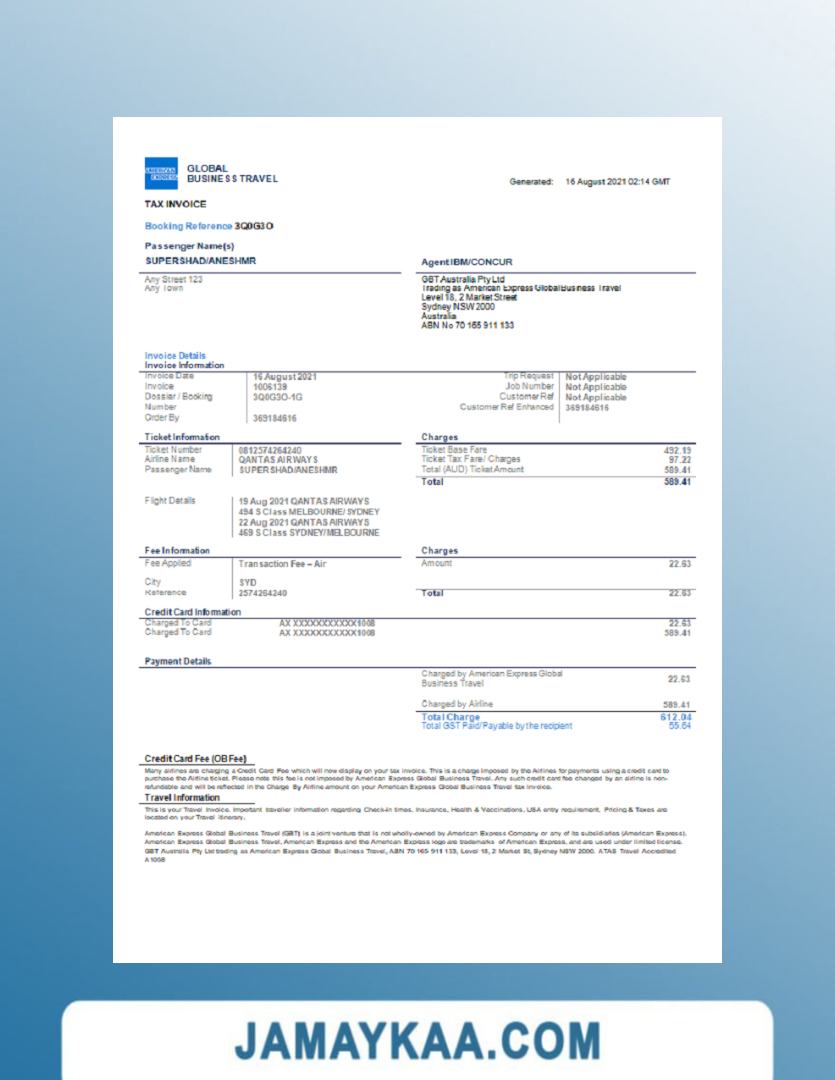 AMERICAN
EXPRESS
GLOBAL
BUSINESS TRAVEL
Generated: 16 August 2021 02:14 GMT
TAX INVOICE
Booking Reference 3Q0G3O
Passenger Name(s)
SUPERSHAD/ANESHMR
Agent IBM/CONCUR
Any Street 123
Any Town
GBT Australia Pty Ltd
Trading as American Express Global Business Travel
Level 18, 2 Market Street
Sydney NSW 2000
Australia
ABN No 70 165 911 133
Invoice Details
Invoice Information
Invoice Date 16 August 2021 Trip Request Not Applicable
Invoice 1006139 Job Number Not Applicable
Dossier / Booking 3Q0G3O-1G Customer Ref Not Applicable
Number Customer Ref Enhanced 369184616
Order By 369184616
Ticket Information Charges
Ticket Number 0812574264240 Ticket Base Fare 492.19
Airline Name QANTAS AIRWAYS Ticket Tax Fare/ Charges 97.22
Passenger Name SUPERSHAD/ANESHMR Total (AUD) Ticket Amount 589.41
Total 589.41
Flight Details 19 Aug 2021 QANTAS AIRWAYS
494 S Class MELBOURNE/ SYDNEY
22 Aug 2021 QANTAS AIRWAYS
469 S Class SYDNEY/MELBOURNE
Fee Information Charges
Fee Applied Transaction Fee – Air Amount 22.63
City SYD
Reference 2574264240 Total 22.63
Credit Card Information
Charged To Card AX XXXXXXXXXXX1008 22.63
Charged To Card AX XXXXXXXXXXX1008 589.41
Payment Details
Charged by American Express Global
Business Travel 22.63
Charged by Airline 589.41
Total Charge 612.04
Total GST Paid/Payable by the recipient 55.64
Credit Card Fee (OB Fee)
Many airlines are charging a Credit Card Fee which will now display on your tax invoice. This is a charge imposed by the Airlines for payments using a credit card to
purchase the Airline ticket. Please note this fee is not imposed by American Express Global Business Travel. Any such credit card fee changed by an airline is non-
refundable and will be reflected in the Charge By Airline amount on your American Express Global Business Travel tax invoice.
Travel Information
This is your Travel Invoice. Important traveller information regarding Check-in times, Insurance, Health & Vaccinations, USA entry requirement, Pricing & Taxes are
located on your Travel Itinerary.
American Express Global Business Travel (GBT) is a joint venture that is not wholly-owned by American Express Company or any of its subsidiaries (American Express).
American Express Global Business Travel, American Express and the American Express logo are trademarks of American Express, and are used under limited license.
GBT Australia Pty Ltd trading as American Express Global Business Travel, ABN 70 165 911 133, Level 18, 2 Market St, Sydney NSW 2000. ATAS Travel Accredited
A1058
JAMAYKAA.COM